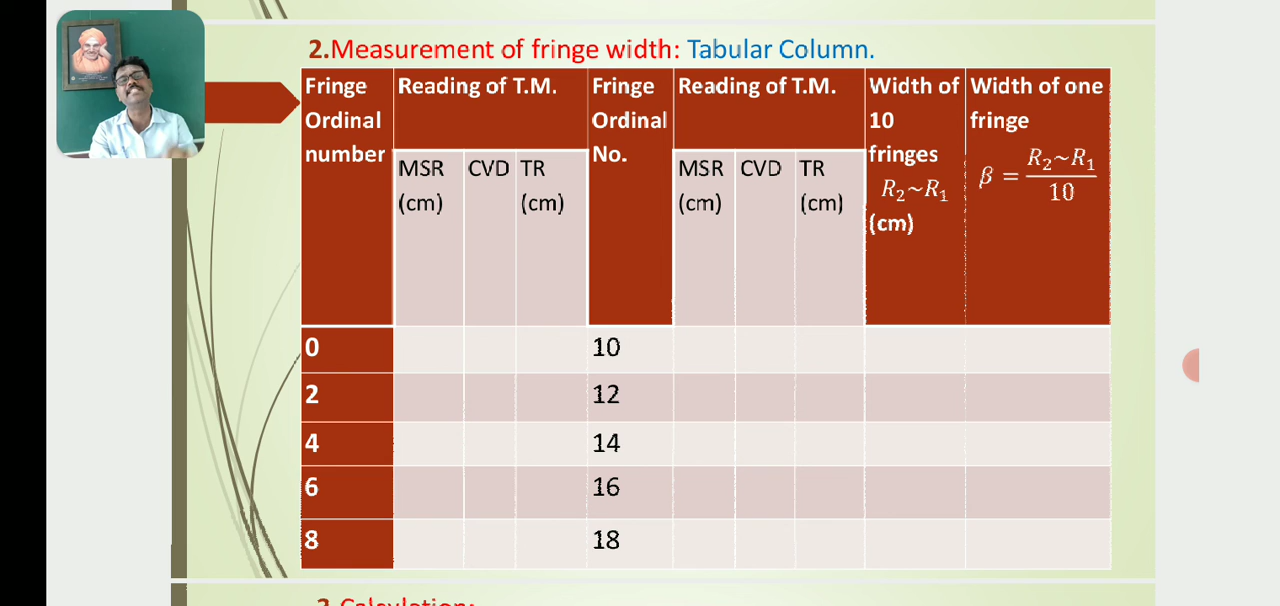 2.Measurement of fringe width: Tabular Column.
Fringe Ordinal number Reading of T.M. Fringe Ordinal No. Reading of T.M. Width of 10 fringes R₂~R₁ (cm) Width of one fringe β = R₂~R₁ / 10
MSR (cm) CVD TR (cm) MSR (cm) CVD TR (cm)
0 10
2 12
4 14
6 16
8 18
3.Calculation: